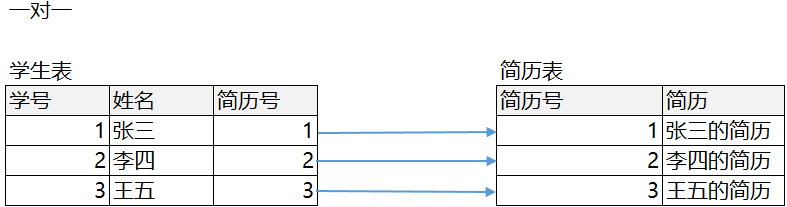 一对一
学生表 简历表
学号 姓名 简历号 简历号 简历
1 张三 1 1 张三的简历
2 李四 2 2 李四的简历
3 王五 3 3 王五的简历